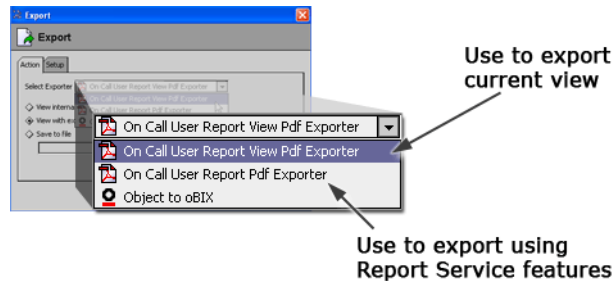 Export
Export
Action Setup
Select Exporter On Call User Report View Pdf Exporter
View interna
View with ex
Save to file
On Call User Report View Pdf Exporter
On Call User Report View Pdf Exporter
On Call User Report Pdf Exporter
Object to oBIX
Use to export
current view
Use to export using
Report Service features